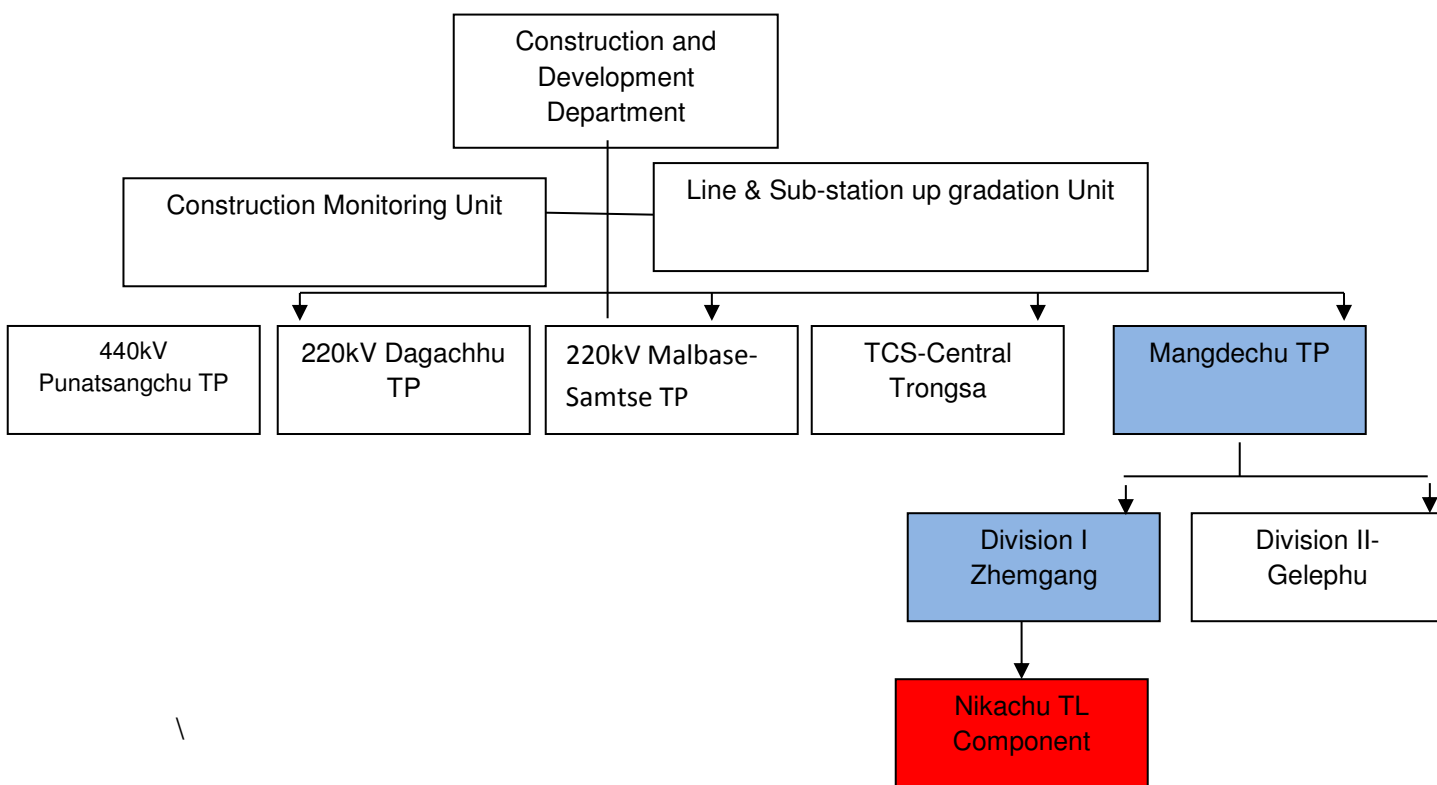 Construction and
Development
Department
Construction Monitoring Unit
Line & Sub-station up gradation Unit
440kV
Punatsangchu TP
220kV Dagachhu
TP
220kV Malbase-
Samtse TP
TCS-Central
Trongsa
Mangdechu TP
Division I
Zhemgang
Division II-
Gelephu
Nikachu TL
Component
\